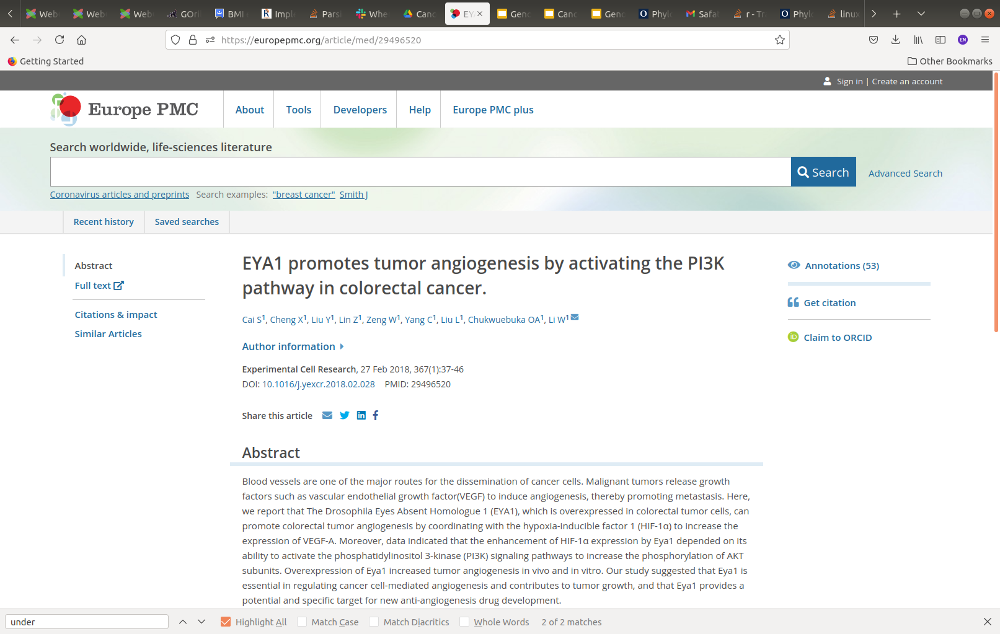 Web
Web
Web
GOri
BMI
Imple
Parsi
Whe
Canc
EY
Gen
Canc
Gen
Phylo
Safa
r - Tr
Phylo
linux
https://europepmc.org/article/med/29496520
EN
Getting Started
Other Bookmarks
Sign in | Create an account
Europe PMC
About
Tools
Developers
Help
Europe PMC plus
Search worldwide, life-sciences literature
Search
Advanced Search
Coronavirus articles and preprints Search examples: "breast cancer" Smith J
Recent history
Saved searches
Abstract
Full text
Citations & impact
Similar Articles
EYA1 promotes tumor angiogenesis by activating the PI3K
pathway in colorectal cancer.
Cai S1, Cheng X1, Liu Y1, Lin Z1, Zeng W1, Yang C1, Liu L1, Chukwuebuka OA1, Li W1
Author information
Experimental Cell Research, 27 Feb 2018, 367(1):37-46
DOI: 10.1016/j.yexcr.2018.02.028 PMID: 29496520
Share this article
Annotations (53)
Get citation
iD Claim to ORCID
Abstract
Blood vessels are one of the major routes for the dissemination of cancer cells. Malignant tumors release growth
factors such as vascular endothelial growth factor(VEGF) to induce angiogenesis, thereby promoting metastasis. Here,
we report that The Drosophila Eyes Absent Homologue 1 (EYA1), which is overexpressed in colorectal tumor cells, can
promote colorectal tumor angiogenesis by coordinating with the hypoxia-inducible factor 1 (HIF-1α) to increase the
expression of VEGF-A. Moreover, data indicated that the enhancement of HIF-1α expression by Eya1 depended on its
ability to activate the phosphatidylinositol 3-kinase (PI3K) signaling pathways to increase the phosphorylation of AKT
subunits. Overexpression of Eya1 increased tumor angiogenesis in vivo and in vitro. Our study suggested that Eya1 is
essential in regulating cancer cell-mediated angiogenesis and contributes to tumor growth, and that Eya1 provides a
potential and specific target for new anti-angiogenesis drug development.
under
Highlight All
Match Case
Match Diacritics
Whole Words
2 of 2 matches